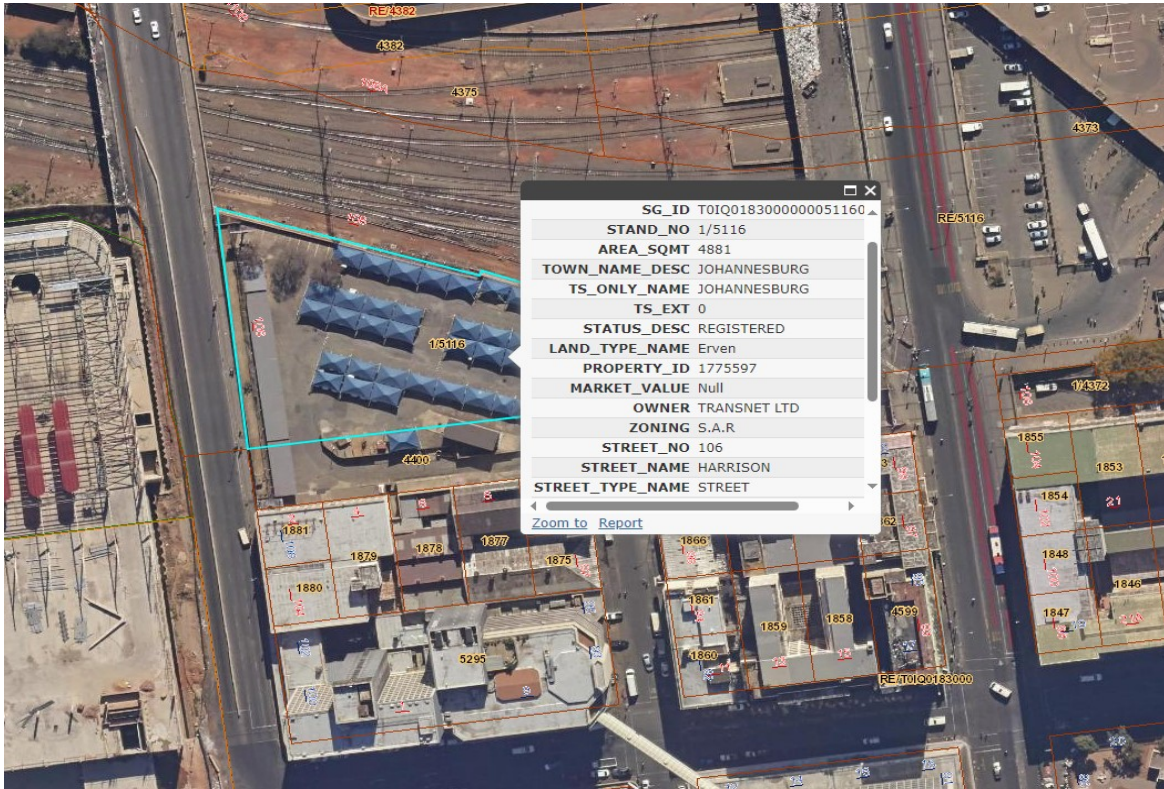 RE/4382
4382
4375
4373
RE/5116
SG_ID T0IQ01830000000051160
STAND_NO 1/5116
AREA_SQMT 4881
TOWN_NAME_DESC JOHANNESBURG
TS_ONLY_NAME JOHANNESBURG
TS_EXT 0
STATUS_DESC REGISTERED
LAND_TYPE_NAME Erven
PROPERTY_ID 1775597
MARKET_VALUE Null
OWNER TRANSNET LTD
ZONING S.A.R
STREET_NO 106
STREET_NAME HARRISON
STREET_TYPE_NAME STREET
Zoom to Report
1/5116
106
1/4372
4400
1855
1853
1854
21
1881
1879
1878
1877
1875
1866
1848
1846
1880
1861
1859
1858
4599
1847
1860
5295
RE/T0IQ0183000